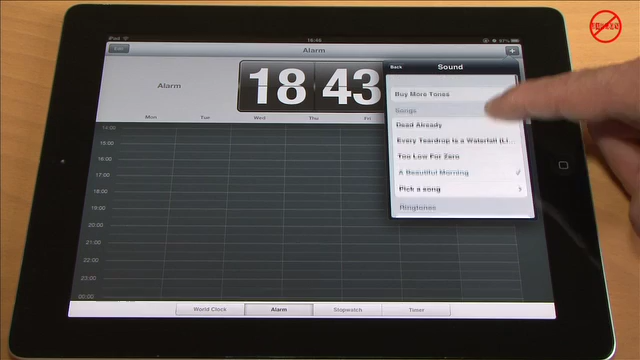 iPad
18:46
97%
Edit
Alarm
+
Alarm
18 43
Mon Tue Wed Thu Fri
14:00
15:00
16:00
17:00
18:00
19:00
20:00
21:00
22:00
23:00
00:00
Back
Sound
Buy More Tones
Songs
Dead Already
Every Teardrop Is a Waterfall (Li...
Too Low For Zero
A Beautiful Morning
Pick a song
Ringtones
World Clock Alarm Stopwatch Timer